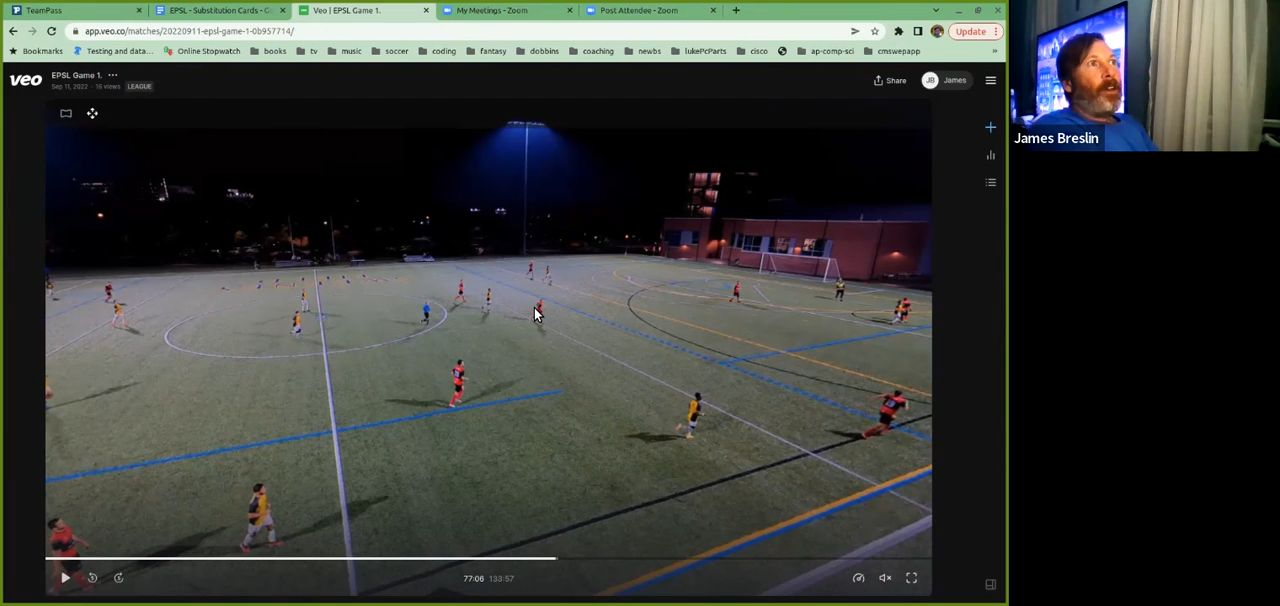 TeamPass
EPSL - Substitution Cards - G
Veo | EPSL Game 1.
My Meetings - Zoom
Post Attendee - Zoom
app.veo.co/matches/20220911-epsl-game-1-0b957714/
Update
Bookmarks
Testing and data...
Online Stopwatch
books
tv
music
soccer
coding
fantasy
dobbins
coaching
newbs
lukePcParts
cisco
ap-comp-sci
cmswepapp
»
veo
EPSL Game 1. ...
Sep 11, 2022 · 16 views LEAGUE
Share
JB James
James Breslin
77:06 133:57